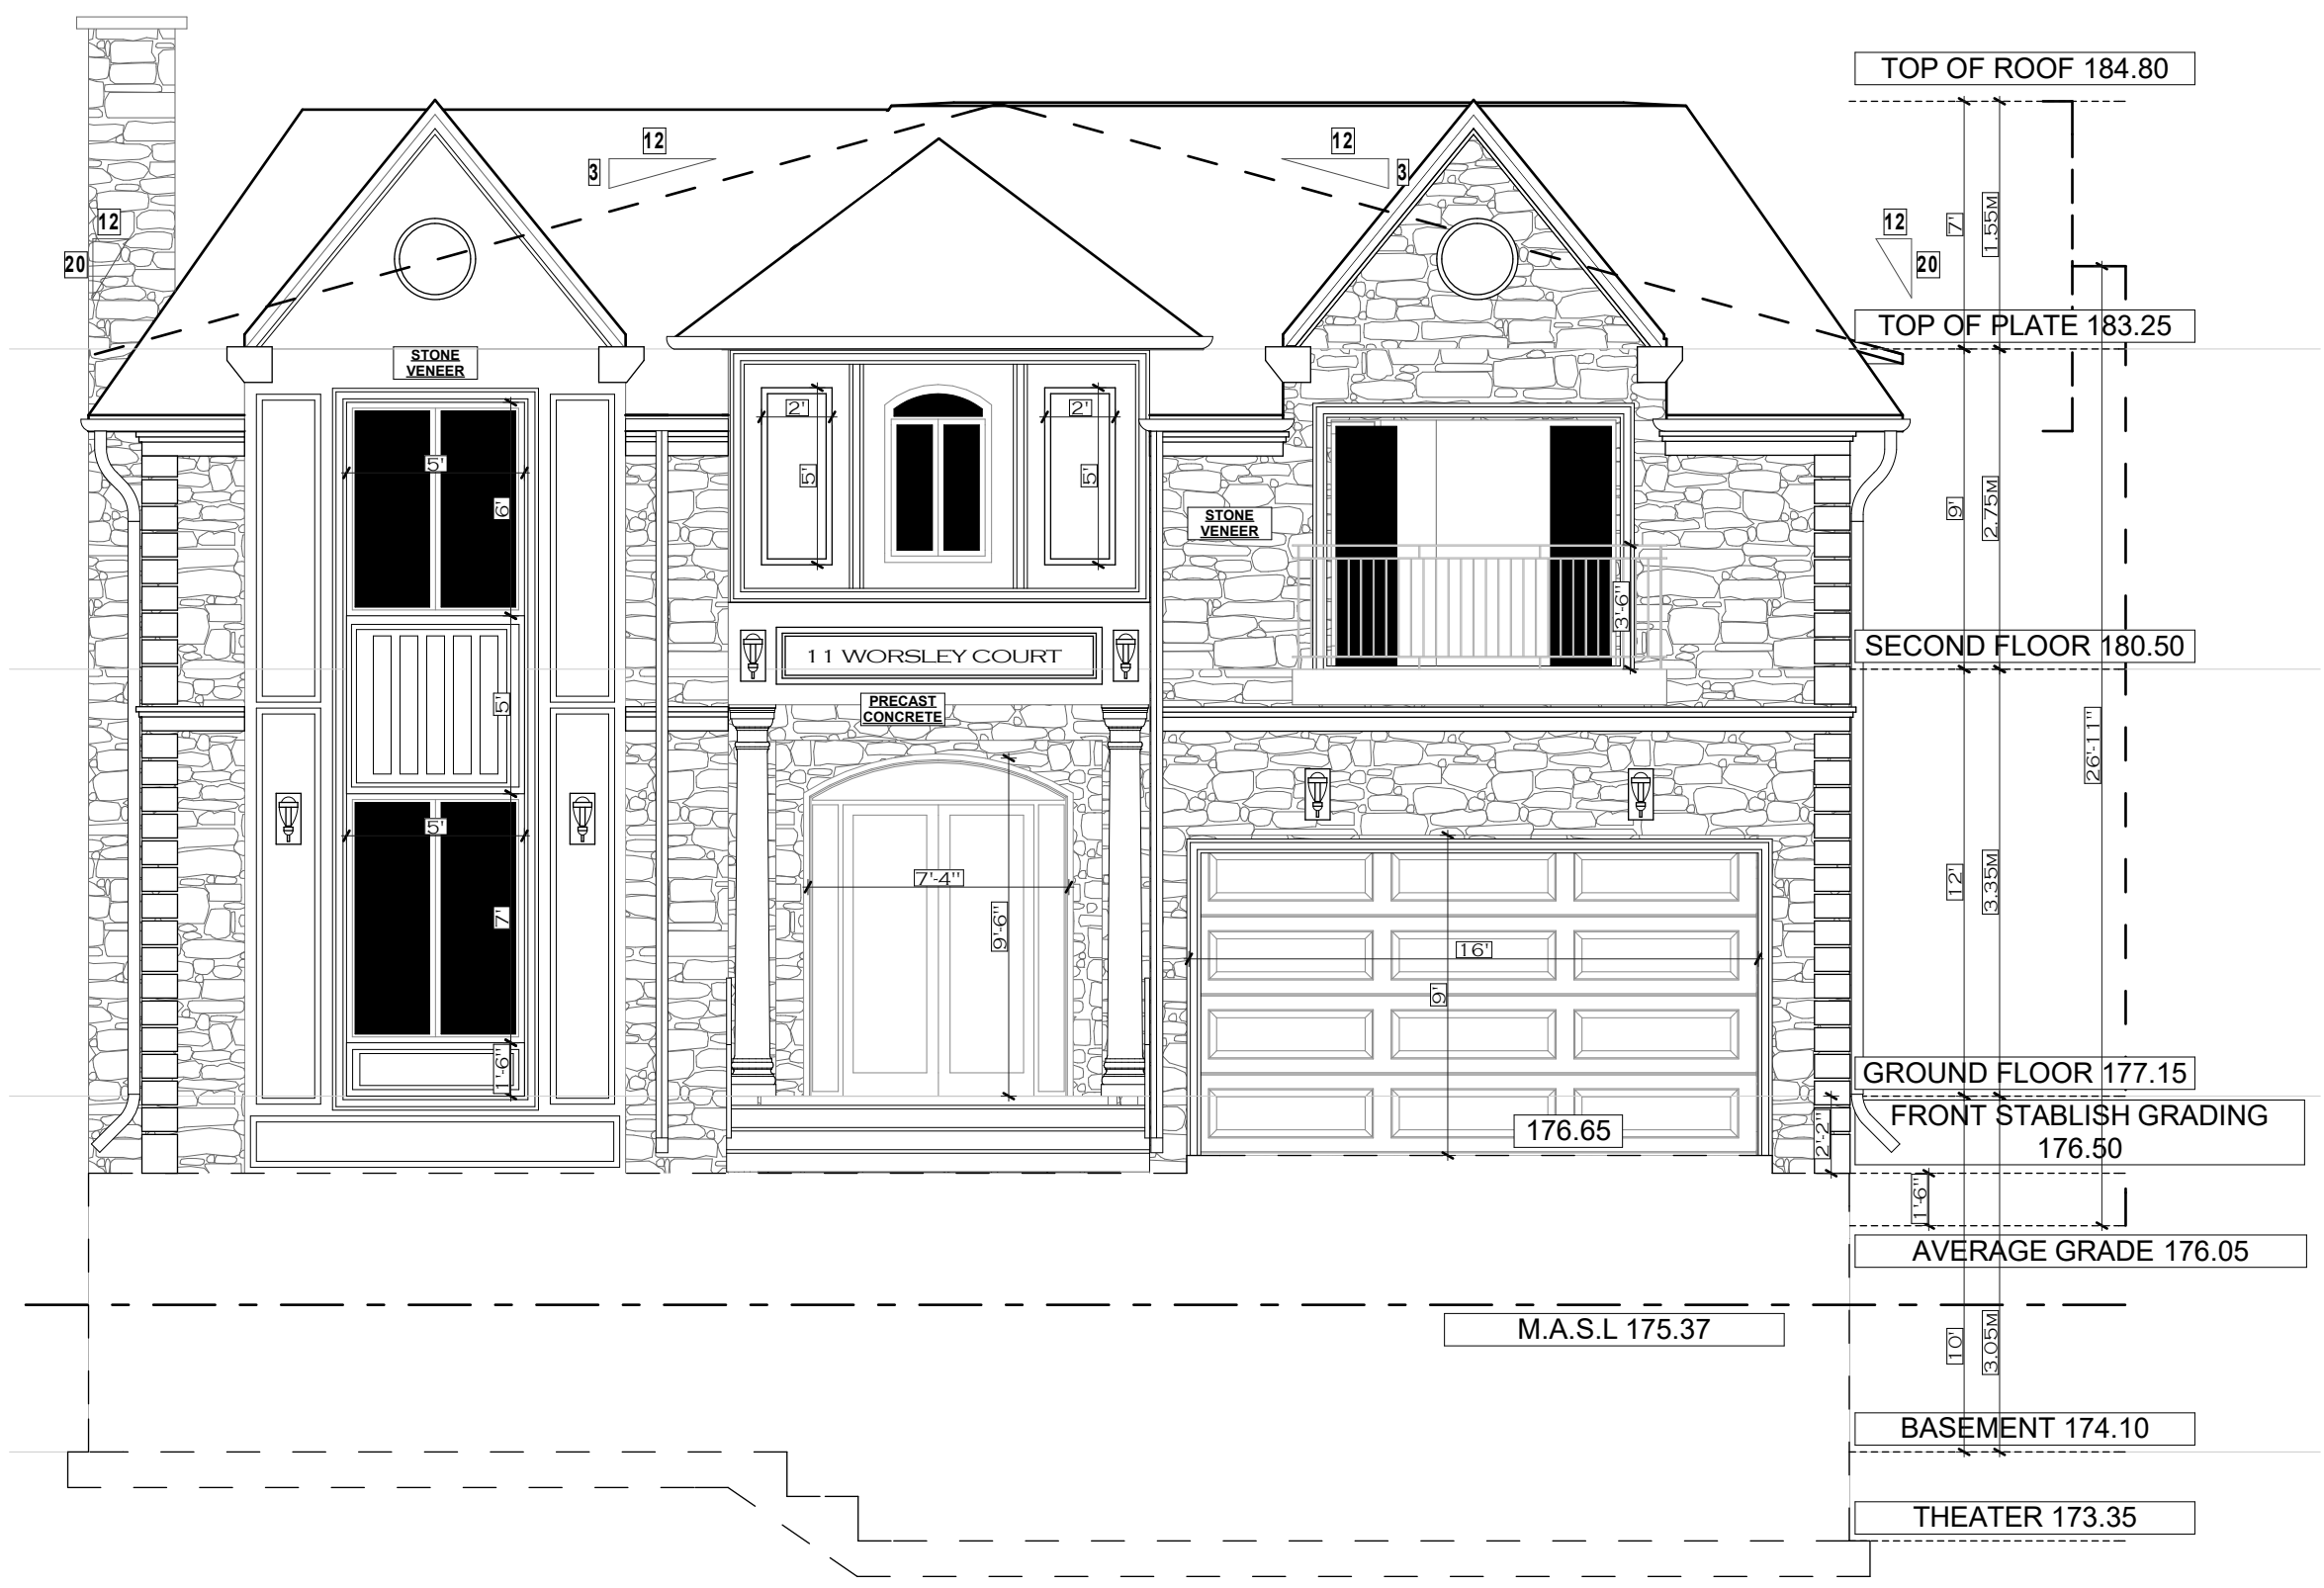 TOP OF ROOF 184.80
12
3
12
3
12
20
12
20
7'
1.55M
TOP OF PLATE 183.25
STONE
VENEER
2'
2'
5'
6'
5'
5'
STONE
VENEER
9'
2.75M
3'-6"
11 WORSLEY COURT
SECOND FLOOR 180.50
PRECAST
CONCRETE
5'
26'-11"
5'
7'-4"
12'
3.35M
7'
9'-6"
16'
9'
1'-6"
GROUND FLOOR 177.15
FRONT STABLISH GRADING
176.50
176.65
2'-2"
1'-6"
AVERAGE GRADE 176.05
M.A.S.L 175.37
10'
3.05M
BASEMENT 174.10
THEATER 173.35